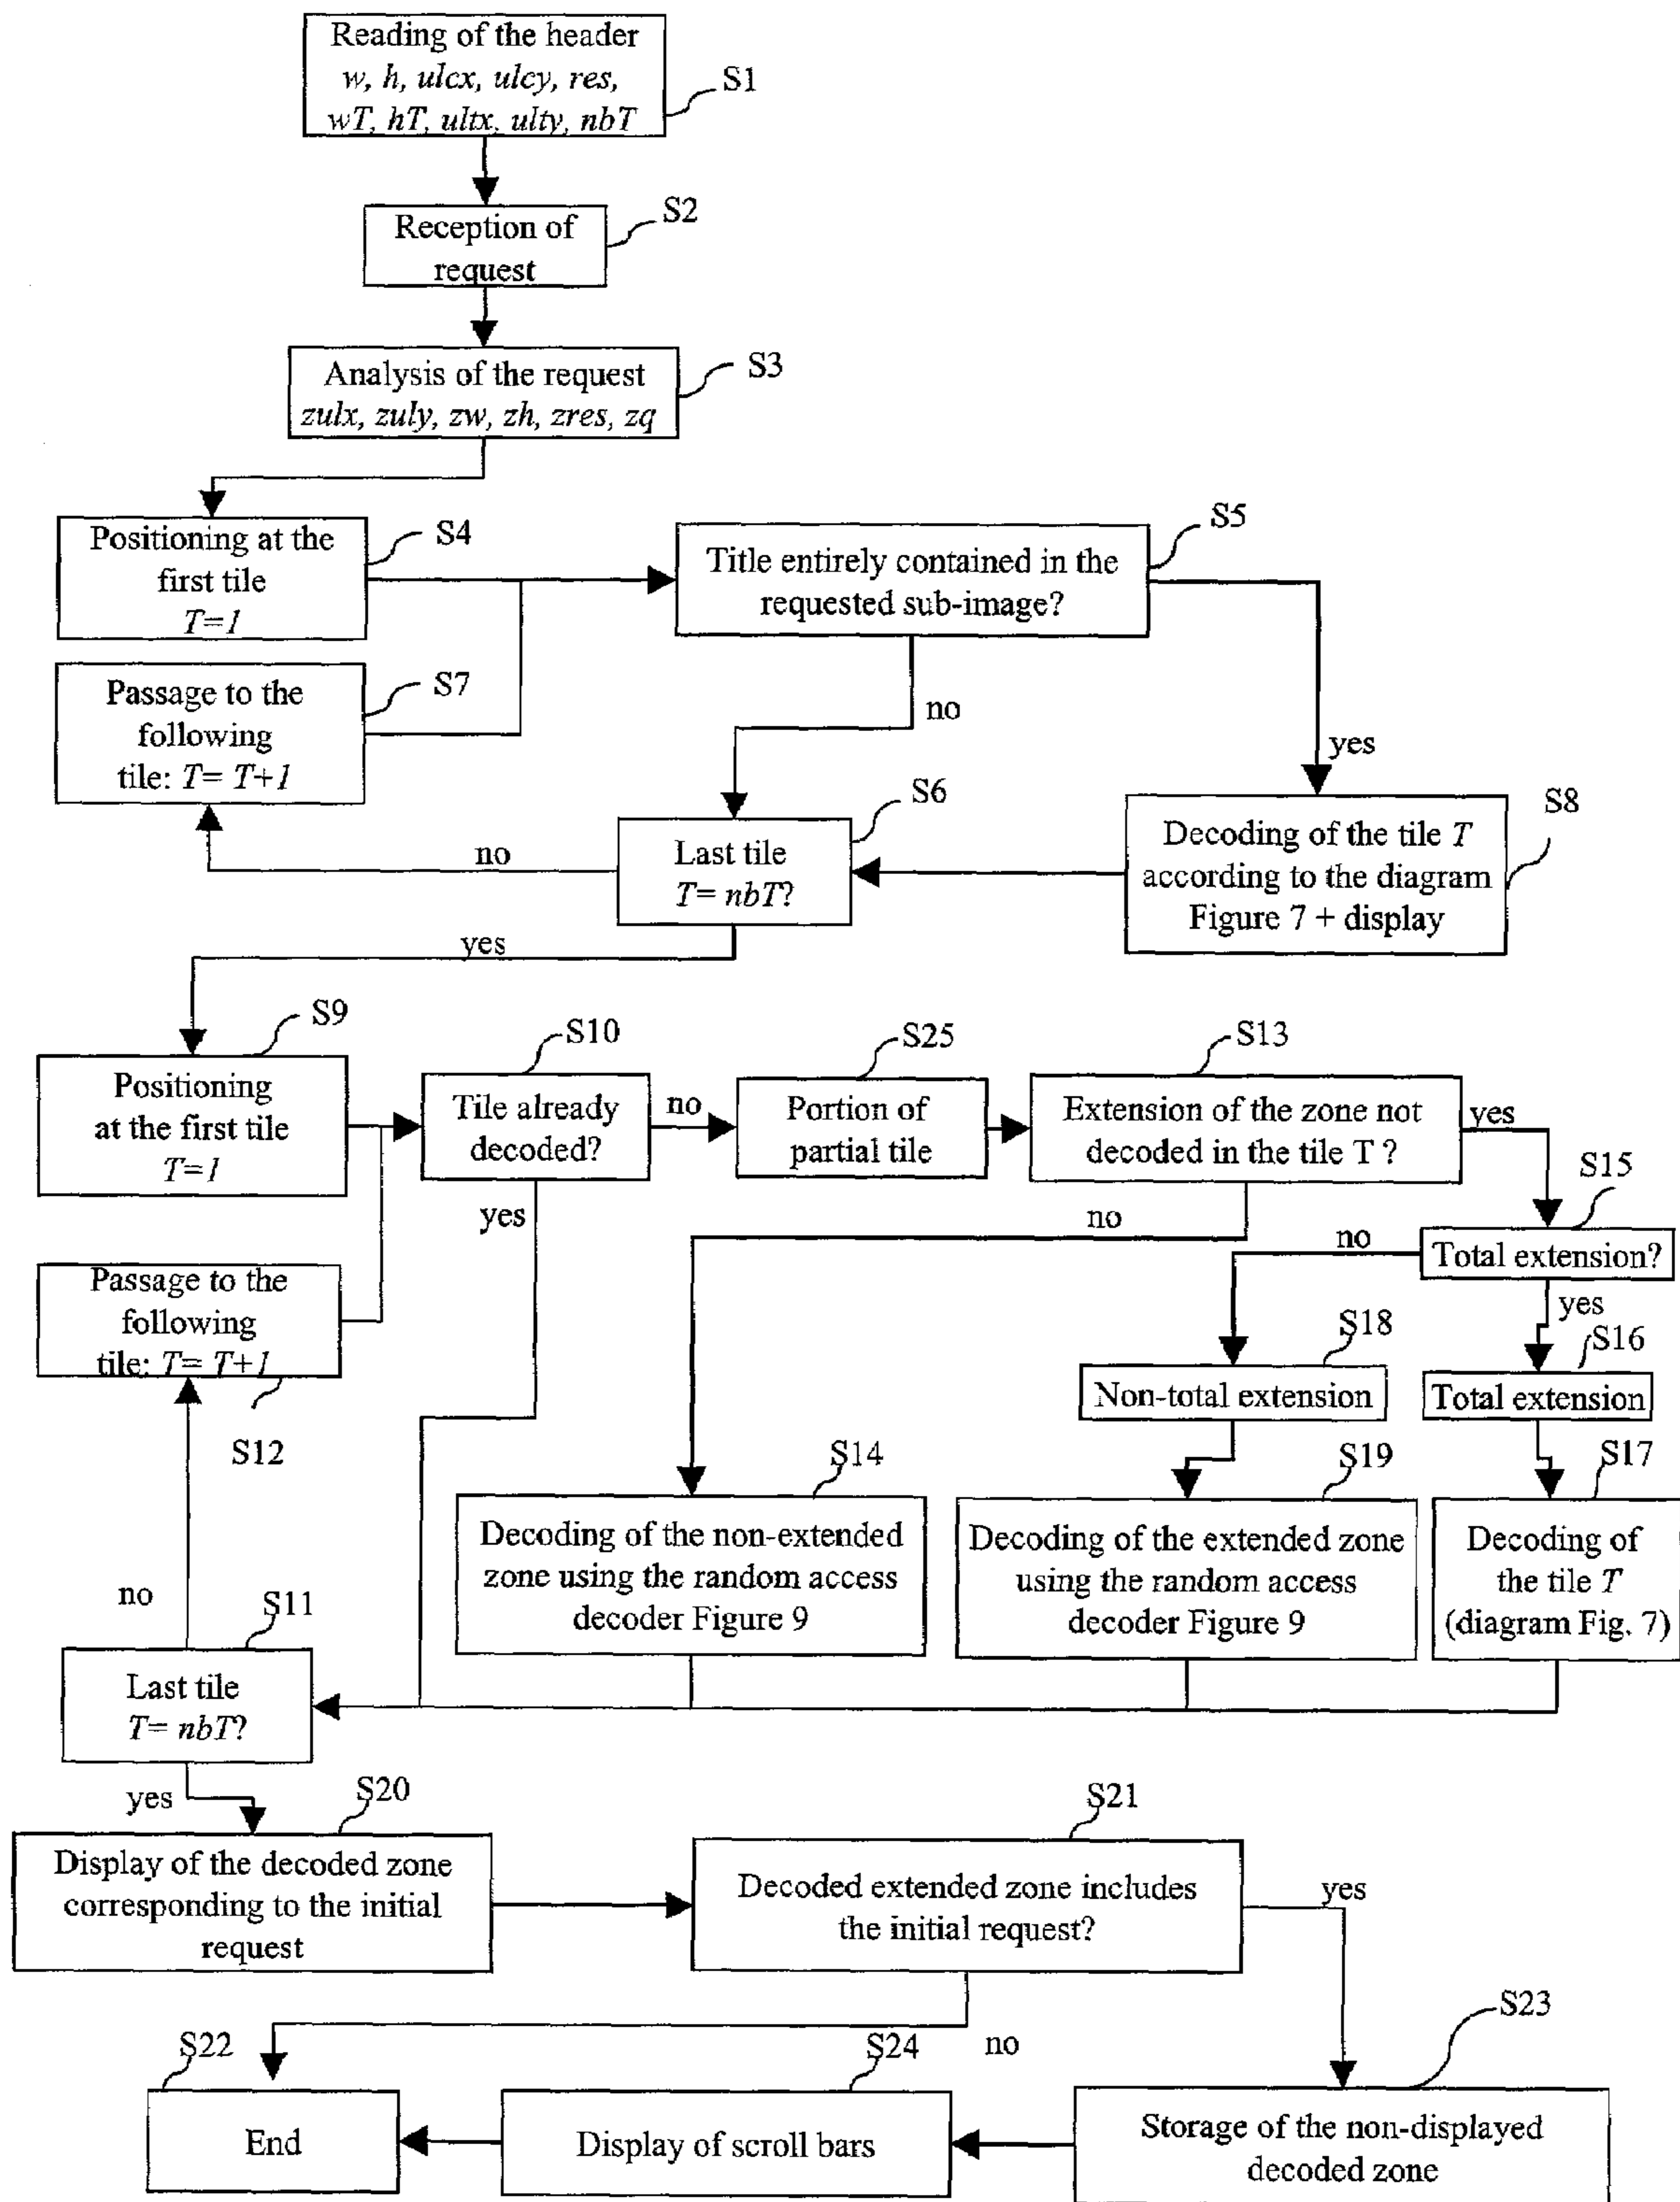 Reading of the header
w, h, ulcx, ulcy, res,
wT, hT, ultx, ulty, nbT
S1
Reception of
request
S2
Analysis of the request
zulx, zuly, zw, zh, zres, zq
S3
Positioning at the
first tile
T=1
S4
Title entirely contained in the
requested sub-image?
S5
Passage to the
following
tile: T= T+1
S7
no
yes
Last tile
T= nbT?
S6
no
yes
Decoding of the tile T
according to the diagram
Figure 7 + display
S8
Positioning
at the first tile
T=1
S9
Tile already
decoded?
S10
no
yes
Portion of
partial tile
S25
Extension of the zone not
decoded in the tile T ?
S13
yes
no
Total extension?
S15
no
yes
Passage to the
following
tile: T= T+1
S12
Non-total extension
S18
Total extension
S16
Decoding of the non-extended
zone using the random access
decoder Figure 9
S14
Decoding of the extended zone
using the random access
decoder Figure 9
S19
Decoding of
the tile T
(diagram Fig. 7)
S17
no
Last tile
T= nbT?
S11
yes
Display of the decoded zone
corresponding to the initial
request
S20
Decoded extended zone includes
the initial request?
S21
yes
no
End
S22
Display of scroll bars
S24
Storage of the non-displayed
decoded zone
S23